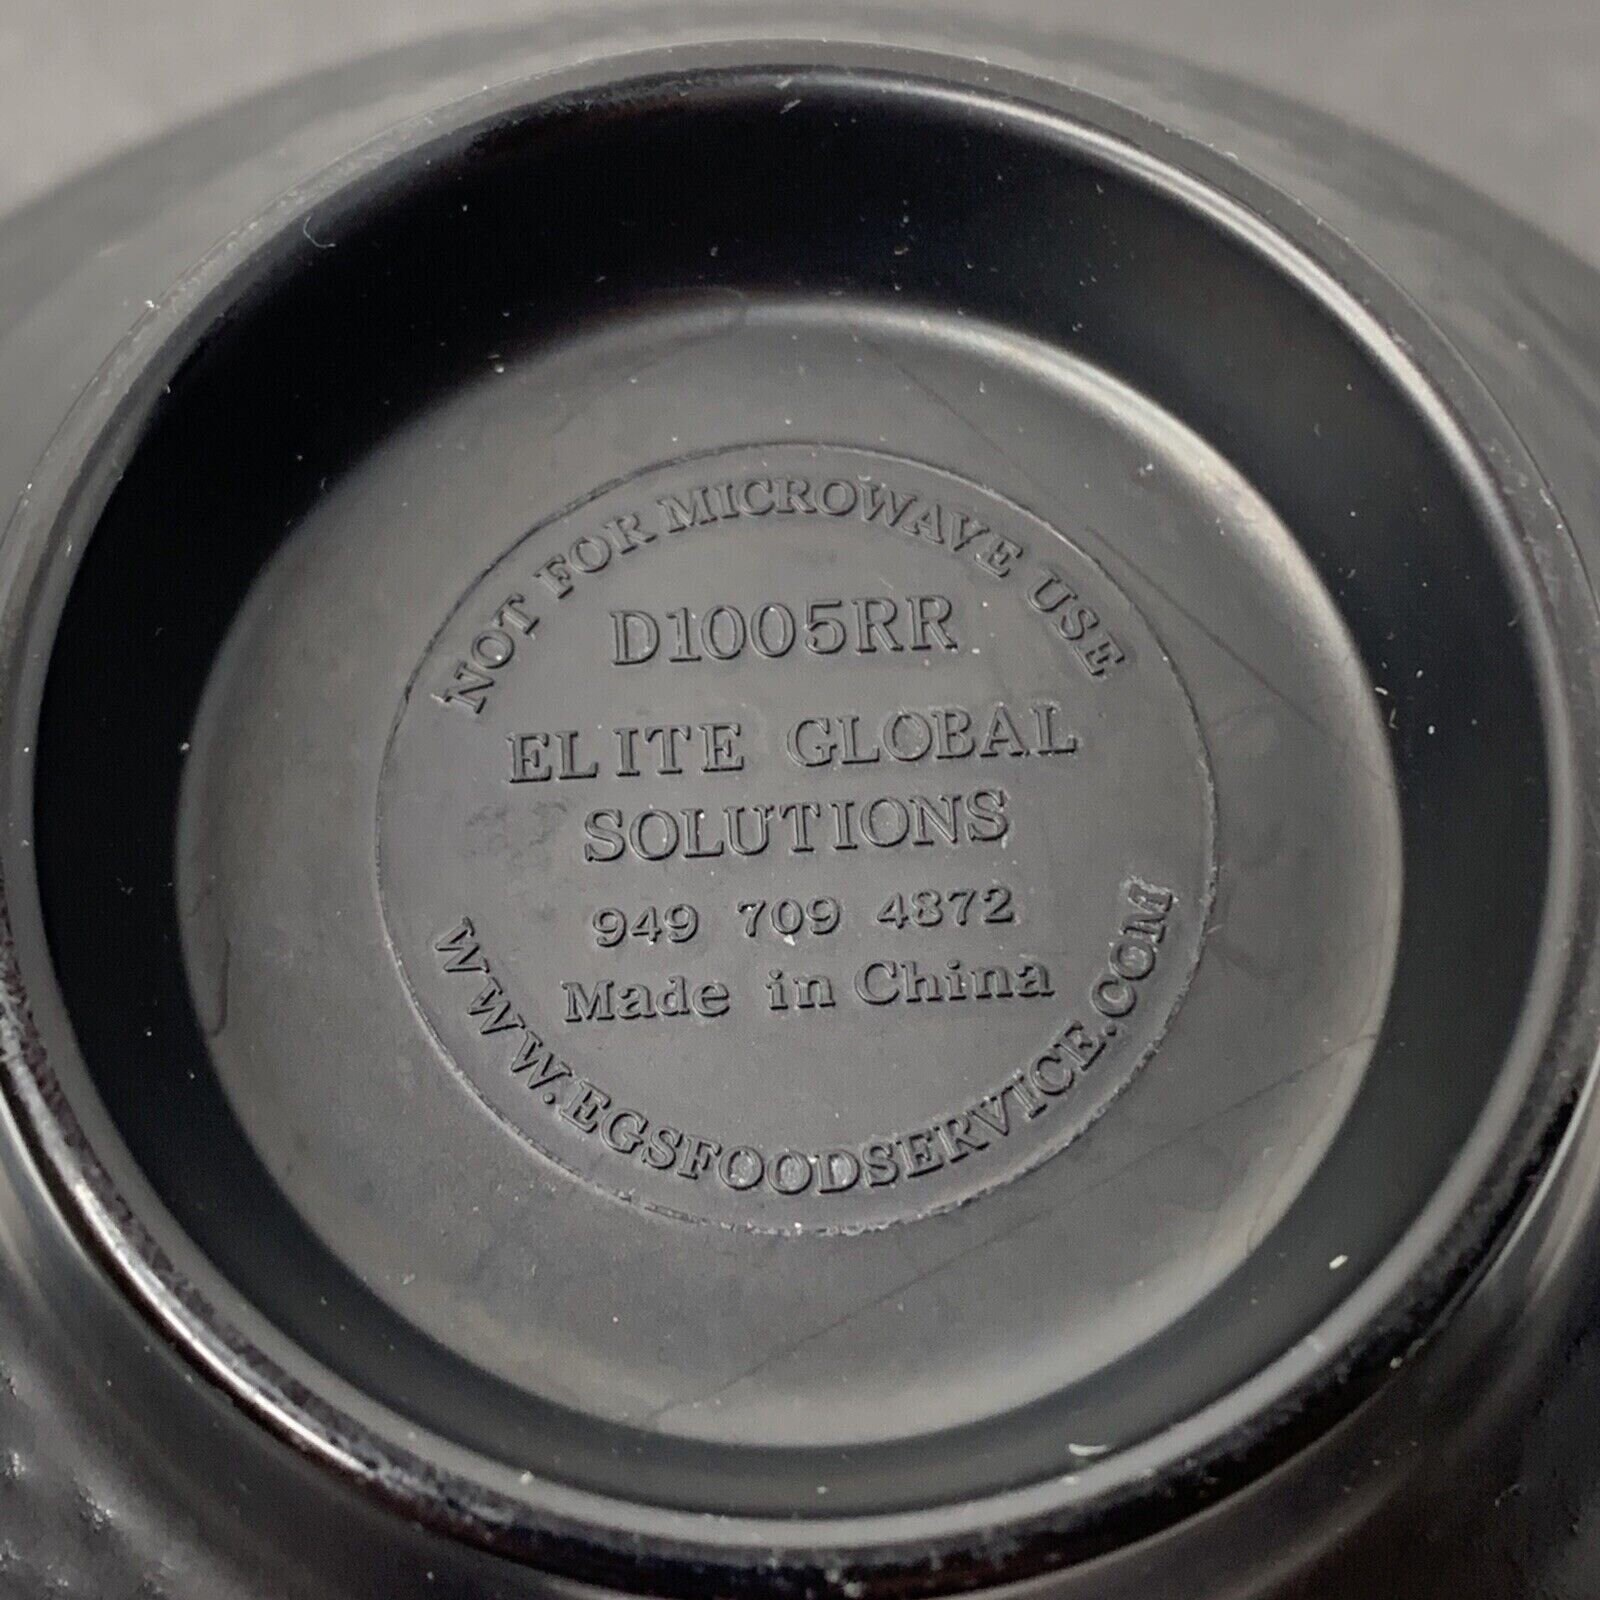 NOT FOR MICROWAVE USE
D1005RR
ELITE GLOBAL
SOLUTIONS
949 709 4872
Made in China
WWW.EGSFOODSERVICE.COM